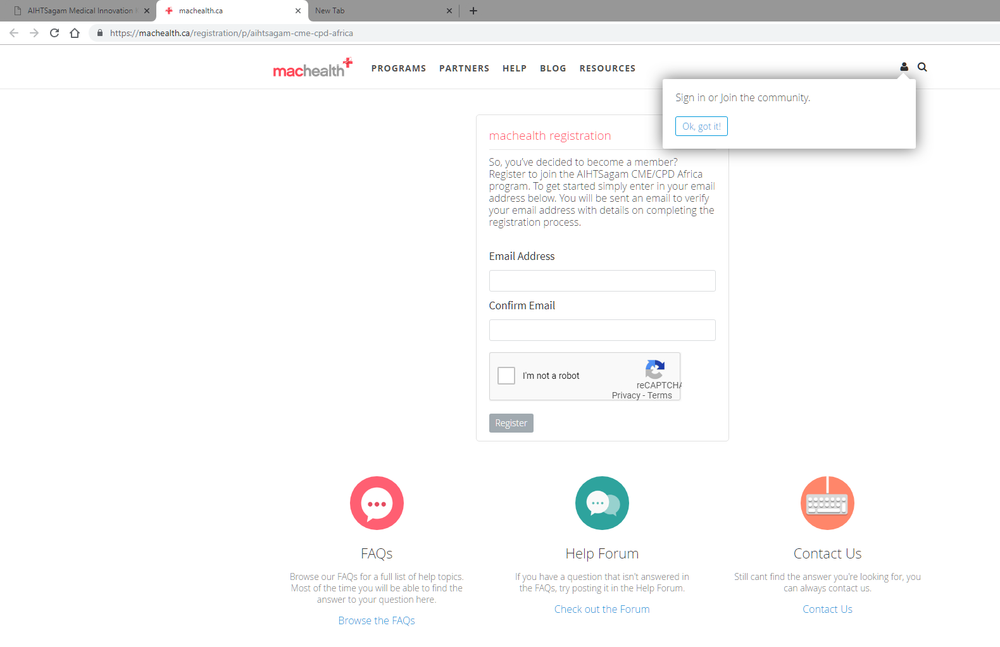 AIHTSagam Medical Innovation
machealth.ca
New Tab
https://machealth.ca/registration/p/aihtsagam-cme-cpd-africa
machealth
PROGRAMS
PARTNERS
HELP
BLOG
RESOURCES
Sign in or Join the community.
Ok, got it!
machealth registration
So, you’ve decided to become a member?
Register to join the AIHTSagam CME/CPD Africa
program. To get started simply enter in your email
address below. You will be sent an email to verify
your email address with details on completing the
registration process.
Email Address
Confirm Email
I'm not a robot
reCAPTCHA
Privacy - Terms
Register
FAQs
Browse our FAQs for a full list of help topics.
Most of the time you will be able to find the
answer to your question here.
Browse the FAQs
Help Forum
If you have a question that isn't answered in
the FAQs, try posting it in the Help Forum.
Check out the Forum
Contact Us
Still cant find the answer you're looking for, you
can always contact us.
Contact Us